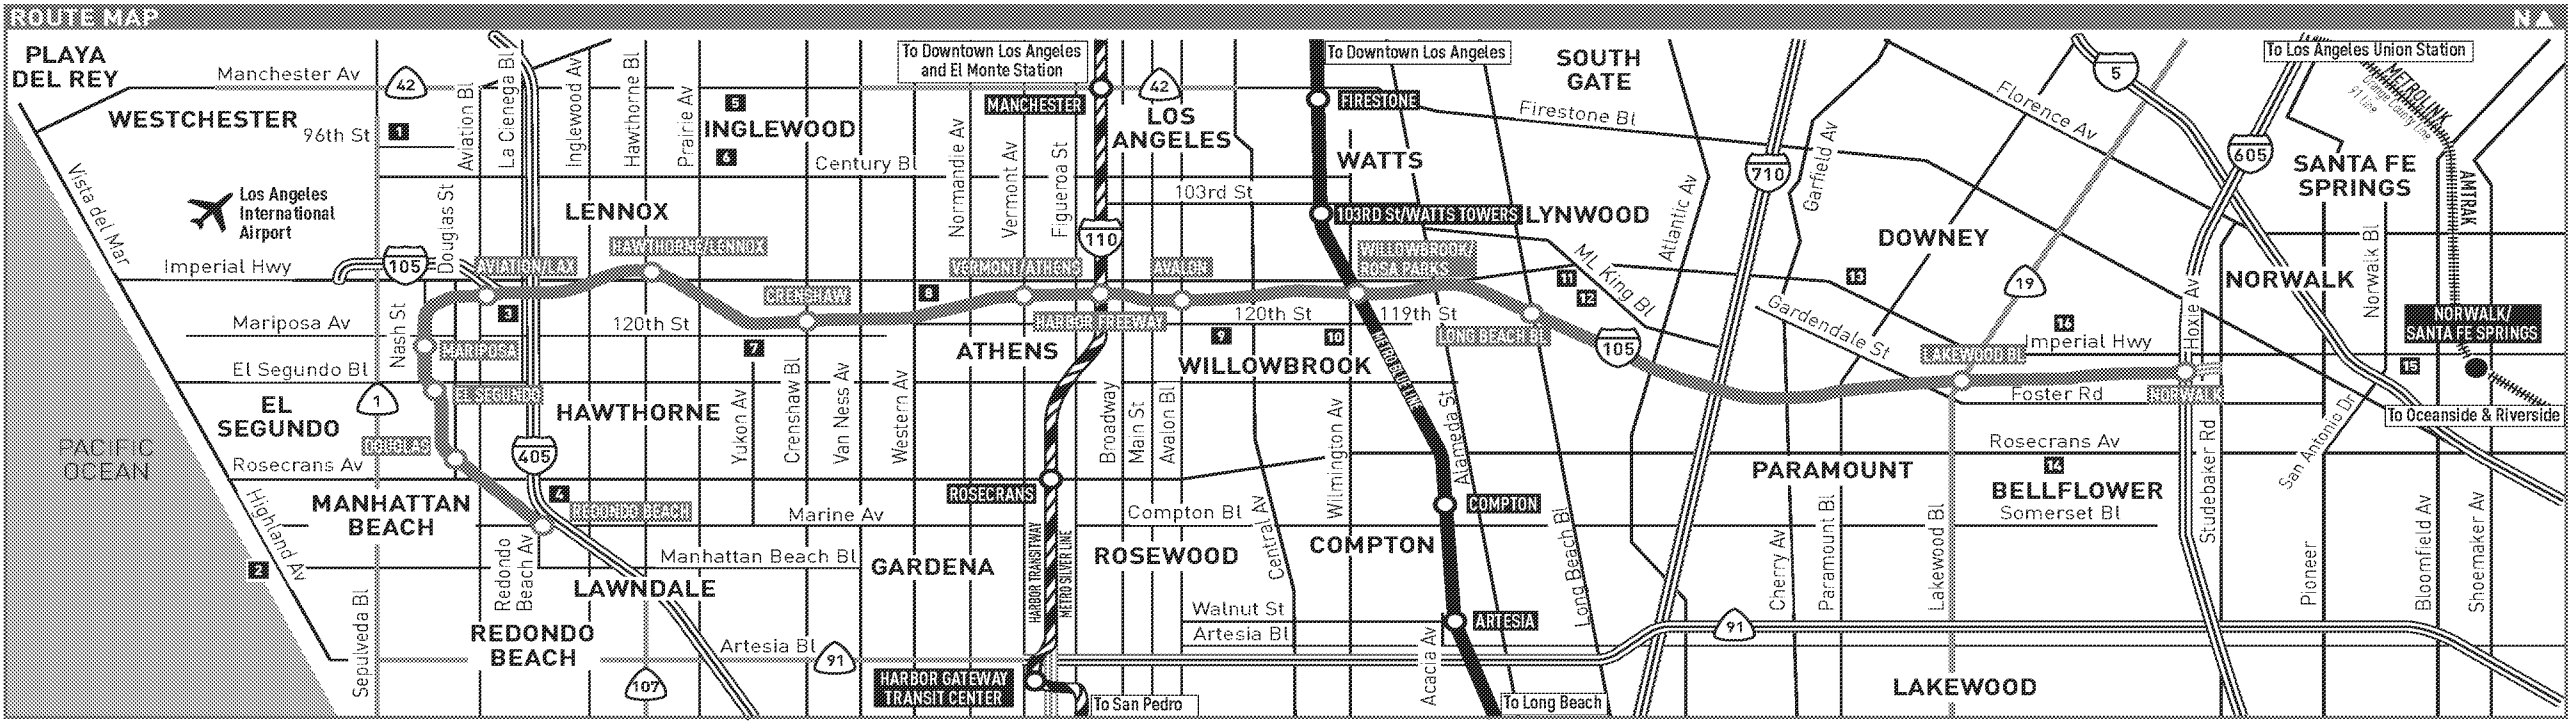 ROUTE MAP
N
PLAYA
DEL REY
Manchester Av
42
WESTCHESTER
96th St
1
Aviation Bl
La Cienega Bl
Inglewood Av
Hawthorne Bl
Prairie Av
5
INGLEWOOD
6
Century Bl
To Downtown Los Angeles
and El Monte Station
MANCHESTER
42
LOS
ANGELES
Normandie Av
Vermont Av
Figueroa St
103rd St
110
To Downtown Los Angeles
FIRESTONE
WATTS
103RD St/WATTS TOWERS
SOUTH
GATE
Firestone Bl
LYNWOOD
Atlantic Av
710
Garfield Av
Florence Av
5
DOWNEY
19
605
To Los Angeles Union Station
METROLINK
Orange County Line
91 Line
SANTA FE
SPRINGS
AMTRAK
NORWALK
Norwalk Bl
NORWALK/
SANTA FE SPRINGS
15
To Oceanside & Riverside
Vista del Mar
Los Angeles
International
Airport
Douglas St
LENNOX
HAWTHORNE/LENNOX
Imperial Hwy
105
AVIATION/LAX
3
CRENSHAW
8
VERMONT/ATHENS
AVALON
HARBOR FREEWAY
WILLOWBROOK/
ROSA PARKS
ML King Bl
11
12
13
Gardendale St
14
Imperial Hwy
Hoxie Av
Mariposa Av
Nash St
MARIPOSA
120th St
7
ATHENS
120th St
9
10
119th St
LONG BEACH BL
105
LAKEWOOD BL
WILLOWBROOK
METRO BLUE LINE
El Segundo Bl
EL SEGUNDO
1
EL
SEGUNDO
HAWTHORNE
Yukon Av
Crenshaw Bl
Van Ness Av
Western Av
Broadway
Main St
Avalon Bl
Wilmington Av
Alameda St
Foster Rd
NORWALK
San Antonio Dr
PACIFIC
OCEAN
DOUGLAS
405
Rosecrans Av
Rosecrans Av
PARAMOUNT
14
BELLFLOWER
Studebaker Rd
Highland Av
MANHATTAN
BEACH
4
REDONDO BEACH
Marine Av
ROSECRANS
Compton Bl
COMPTON
Somerset Bl
2
Redondo
Beach Av
Manhattan Beach Bl
GARDENA
HARBOR TRANSITWAY
METRO SILVER LINE
ROSEWOOD
Central Av
COMPTON
Long Beach Bl
Cherry Av
Paramount Bl
Lakewood Bl
Pioneer
Bloomfield Av
Shoemaker Av
LAWNDALE
Sepulveda Bl
REDONDO
BEACH
107
Artesia Bl
91
HARBOR GATEWAY
TRANSIT CENTER
To San Pedro
Walnut St
Artesia Bl
ARTESIA
Acacia Av
To Long Beach
91
LAKEWOOD